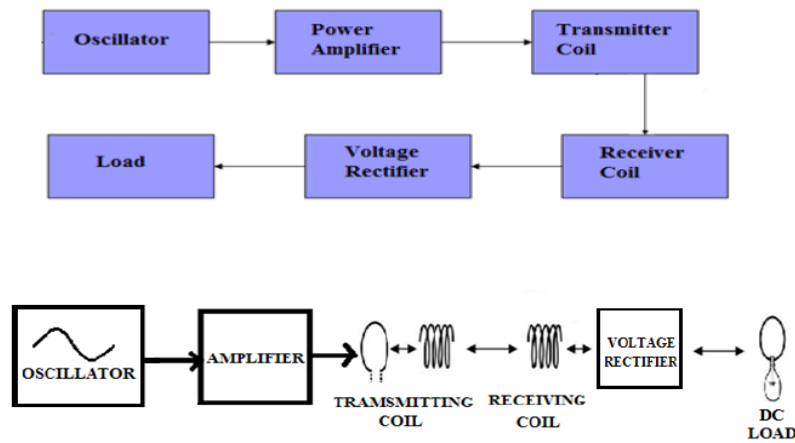 Oscillator
Power
Amplifier
Transmitter
Coil
Load
Voltage
Rectifier
Receiver
Coil
OSCILLATOR
AMPLIFIER
TRAMSMITTING
COIL
RECEIVING
COIL
VOLTAGE
RECTIFIER
DC
LOAD